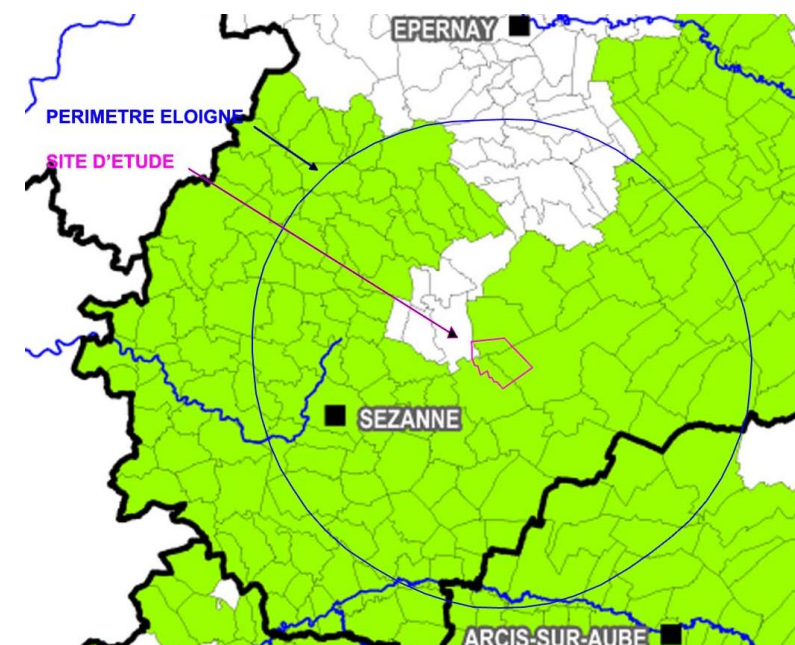 EPERNAY
PERIMETRE ELOIGNE
SITE D'ETUDE
SEZANNE
ARCIS-SUR-AUBE